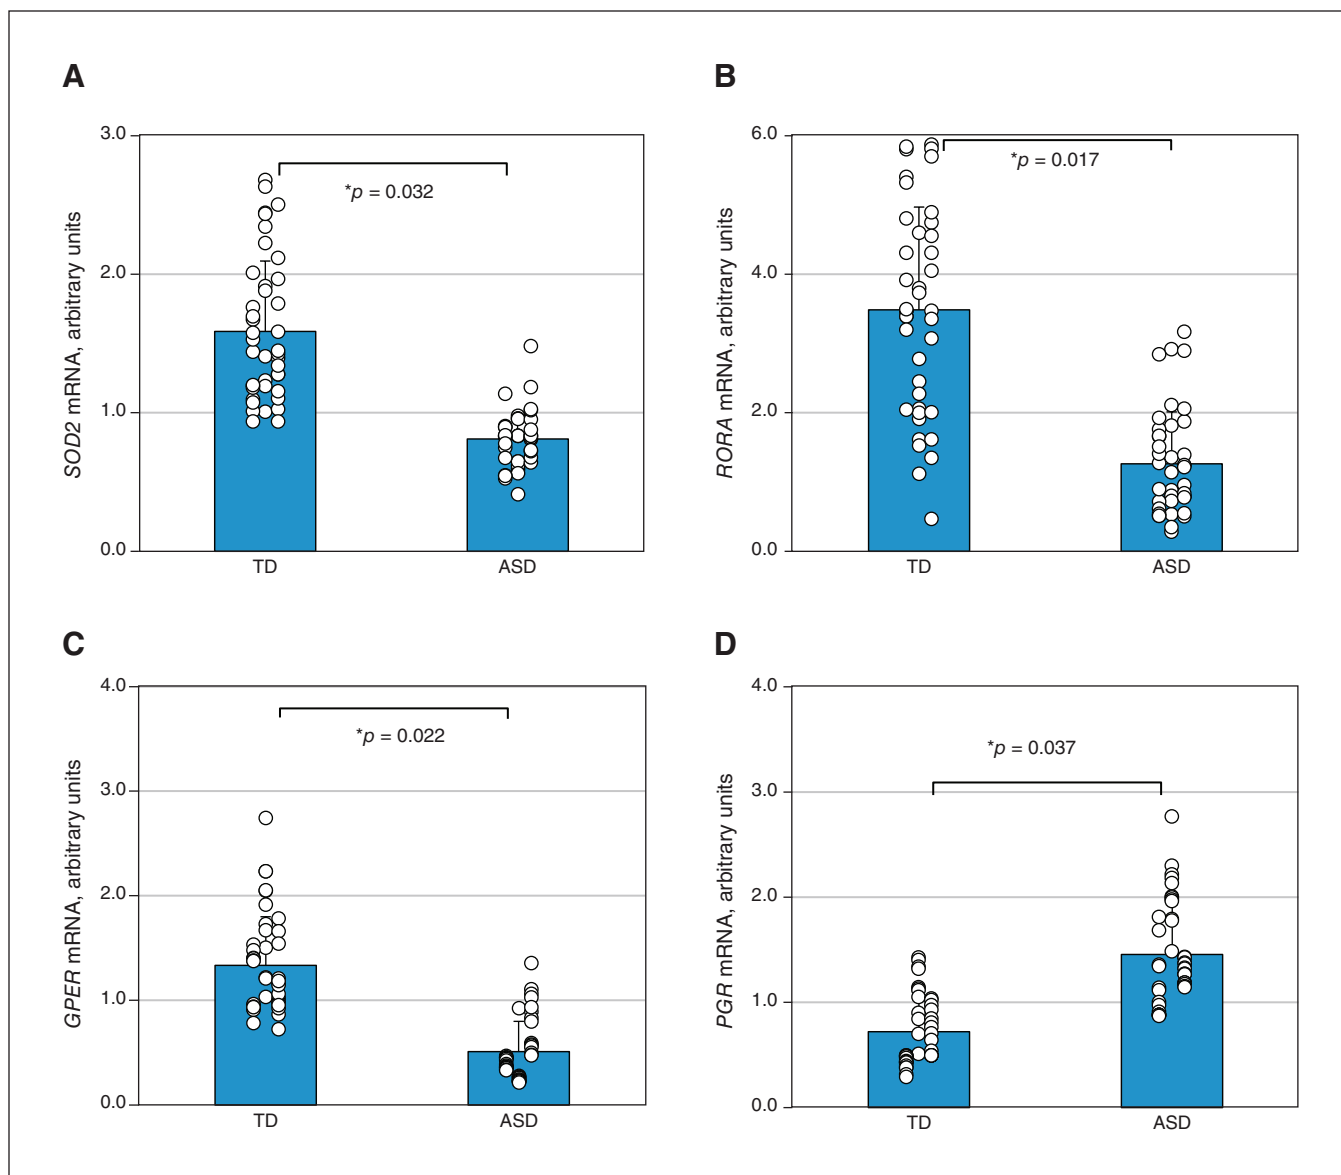 A
SOD2 mRNA, arbitrary units
3.0
2.0
1.0
0.0
*p = 0.032
TD
ASD
B
RORA mRNA, arbitrary units
6.0
4.0
2.0
0.0
*p = 0.017
TD
ASD
C
GPER mRNA, arbitrary units
4.0
3.0
2.0
1.0
0.0
*p = 0.022
TD
ASD
D
PGR mRNA, arbitrary units
4.0
3.0
2.0
1.0
0.0
*p = 0.037
TD
ASD